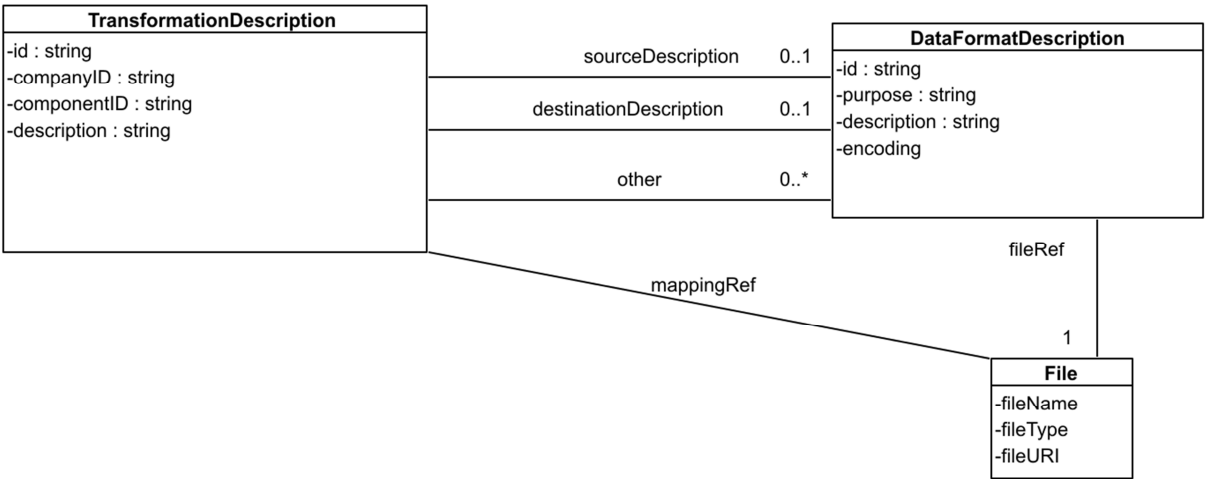 TransformationDescription
-id : string
-companyID : string
-componentID : string
-description : string
sourceDescription 0..1
destinationDescription 0..1
other 0..*
DataFormatDescription
-id : string
-purpose : string
-description : string
-encoding
fileRef
mappingRef
1
File
-fileName
-fileType
-fileURI